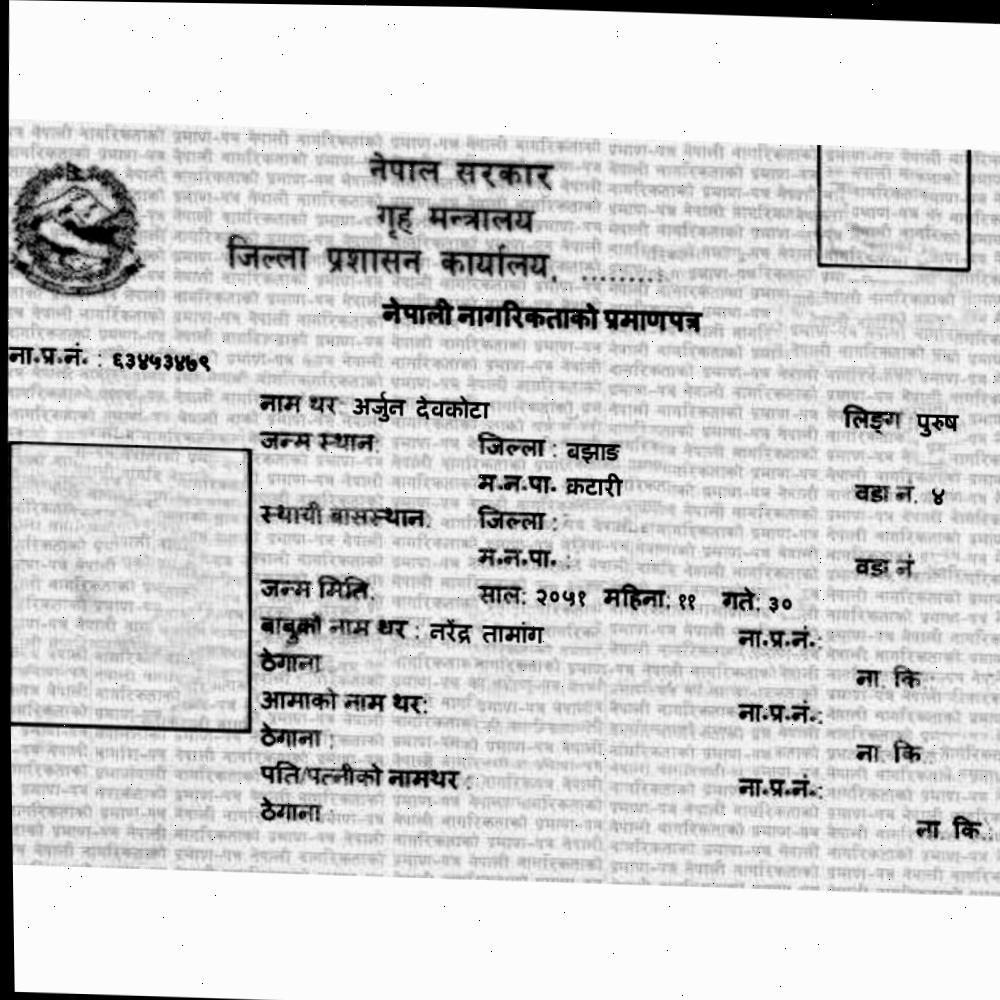 नेपाल सरकार
गृह मन्त्रालय
जिल्ला प्रशासन कार्यालय, .........
नेपाली नागरिकताको प्रमाणपत्र
ना.प्र.नं. : ६३४५३४७९
नाम थर: अर्जुन देवकोटा लिङ्ग पुरुष
जन्म स्थान: जिल्ला : बझाङ
म.न.पा. कटारी वडा नं. ४
स्थायी बासस्थान: जिल्ला :
म.न.पा. : वडा नं
जन्म मिति: साल: २०५१ महिना: ११ गते: ३०
बाबुको नाम थर : नरेंद्र तामांग ना.प्र.नं.:
ठेगाना ना. कि.:
आमाको नाम थर: ना.प्र.नं.:
ठेगाना : ना. कि.:
पति/पत्नीको नामथर : ना.प्र.नं.:
ठेगाना : ना. कि.: